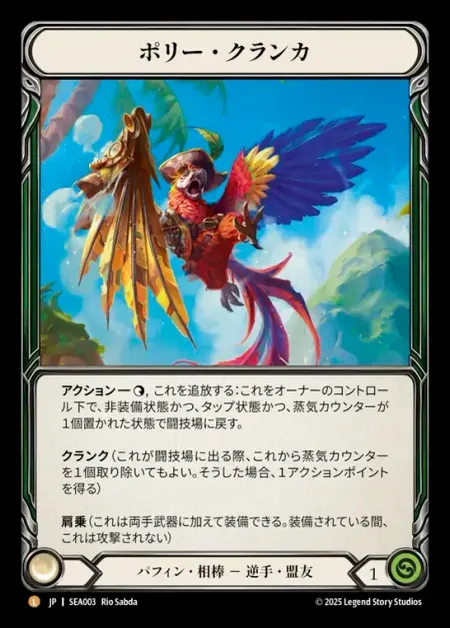 ポリー・クランカ
アクション ー , これを追放する：これをオーナーのコントロー
ル下で、非装備状態かつ、タップ状態かつ、蒸気カウンターが
１個置かれた状態で闘技場に戻す。
クランク（これが闘技場に出る際、これから蒸気カウンター
を１個取り除いてもよい。そうした場合、１アクションポイント
を得る）
肩乗（これは両手武器に加えて装備できる。装備されている間、
これは攻撃されない）
パフィン・相棒 － 逆手・盟友
1
L JP SEA003 Rio Sabda
© 2025 Legend Story Studios